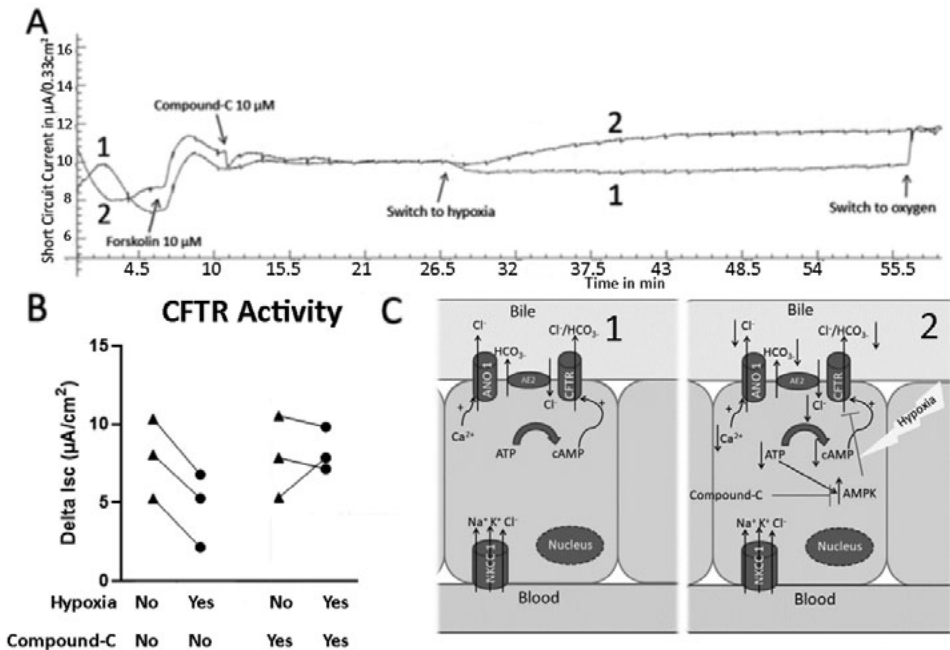 A
Short Circuit Current in µA/0.33cm²
16
14
12
10
8
6
1
2
Compound-C 10 µM
Forskolin 10 µM
Switch to hypoxia
2
1
Switch to oxygen
4.5 10 15.5 21 26.5 32 37.5 43 48.5 54 55.5
Time in min
B
CFTR Activity
Delta Isc (µA/cm²)
15
10
5
0
Hypoxia No Yes No Yes
Compound-C No No Yes Yes
C
Bile
1
Cl⁻
HCO₃₋
Cl⁻/HCO₃₋
ANO 1
AE2
CFTR
Cl⁻
+
Ca²⁺
+
ATP
cAMP
Na⁺ K⁺ Cl⁻
NKCC 1
Nucleus
Blood
Bile
2
Cl⁻
HCO₃₋
Cl⁻/HCO₃₋
ANO 1
AE2
CFTR
Cl⁻
Hypoxia
+
Ca²⁺
+
ATP
cAMP
Compound-C
AMPK
Na⁺ K⁺ Cl⁻
NKCC 1
Nucleus
Blood